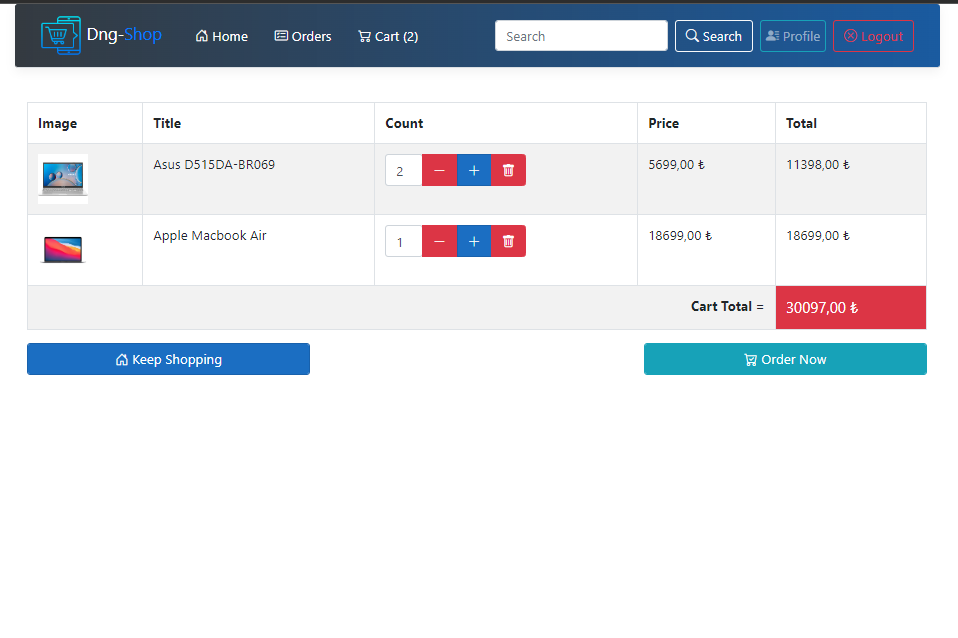 Dng-Shop Home Orders Cart (2) Search Search Profile Logout
Image Title Count Price Total
Asus D515DA-BR069 2 − + 5699,00 ₺ 11398,00 ₺
Apple Macbook Air 1 − + 18699,00 ₺ 18699,00 ₺
Cart Total = 30097,00 ₺
Keep Shopping Order Now